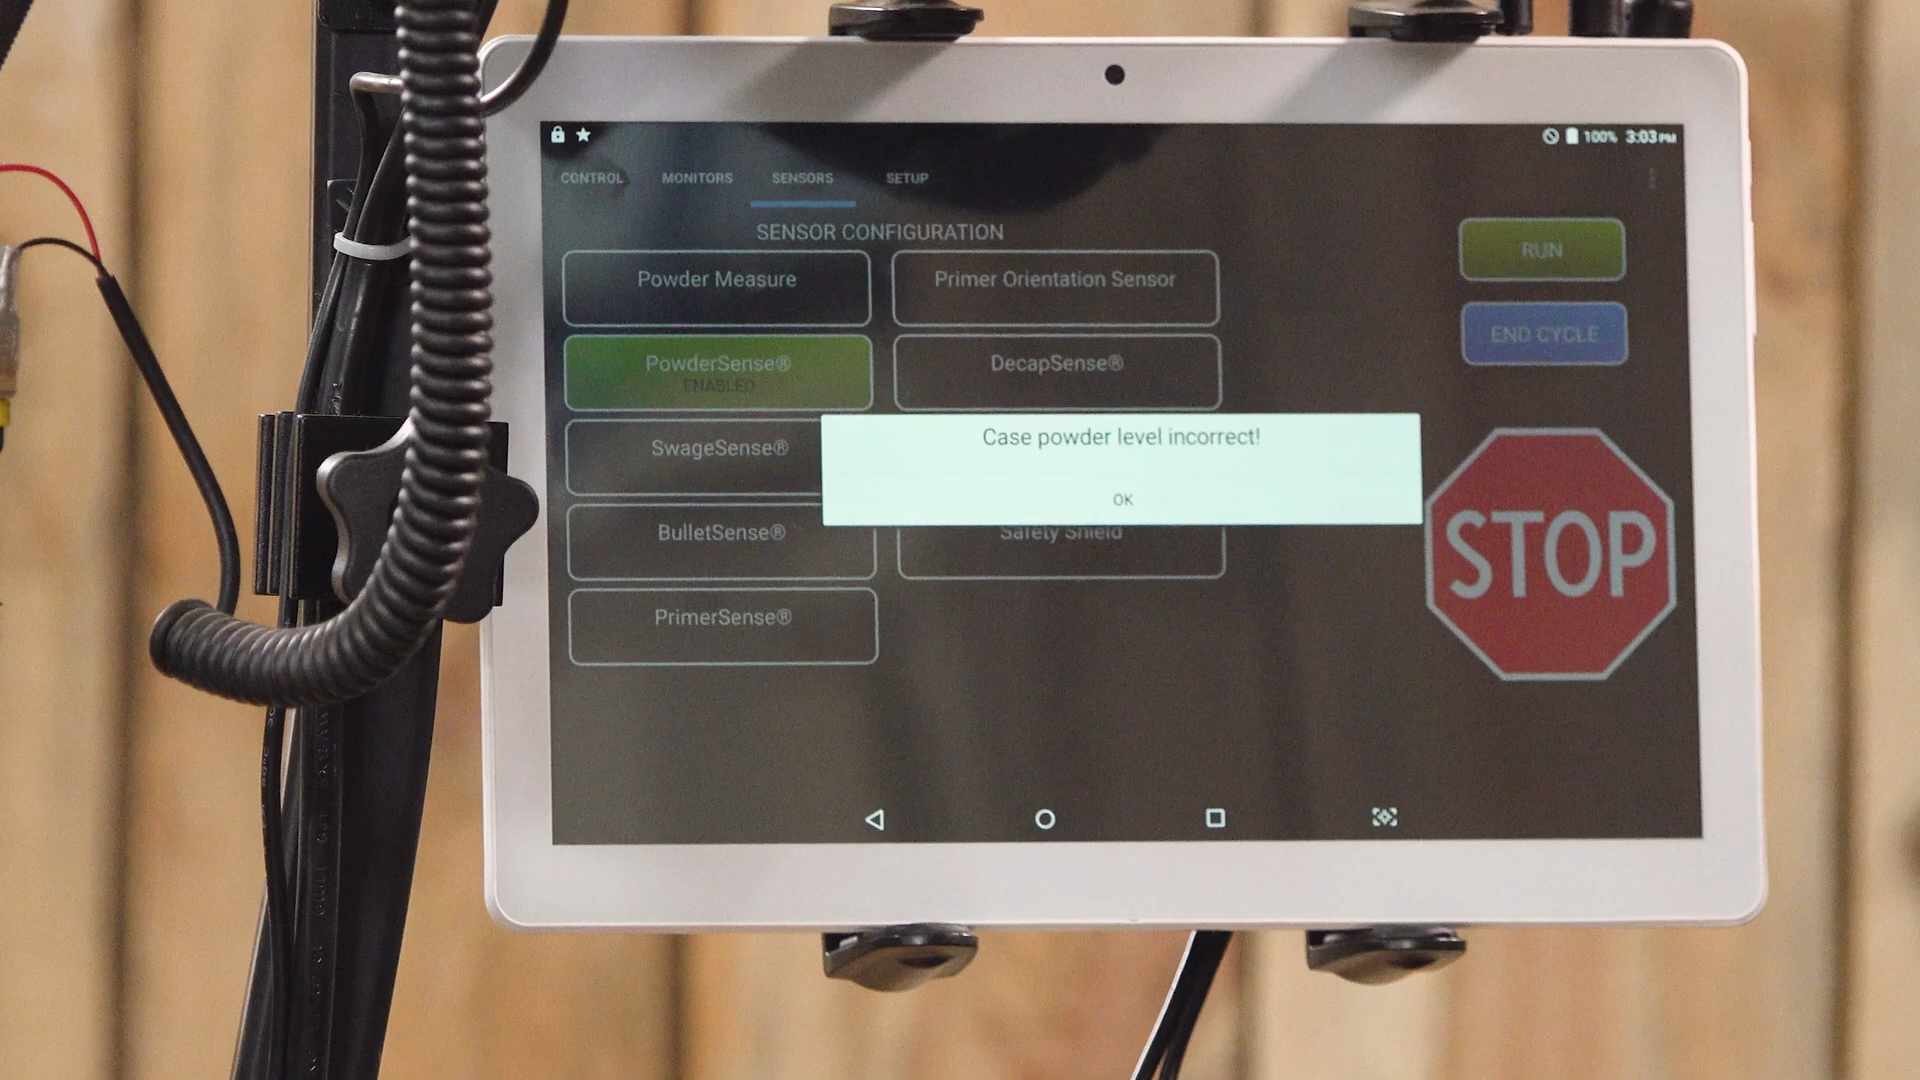 100% 3:03 PM
CONTROL MONITORS SENSORS SETUP
SENSOR CONFIGURATION
Powder Measure
Primer Orientation Sensor
RUN
PowderSense®
ENABLED
DecapSense®
END CYCLE
SwageSense®
Case powder level incorrect!
OK
BulletSense®
Safety Shield
STOP
PrimerSense®